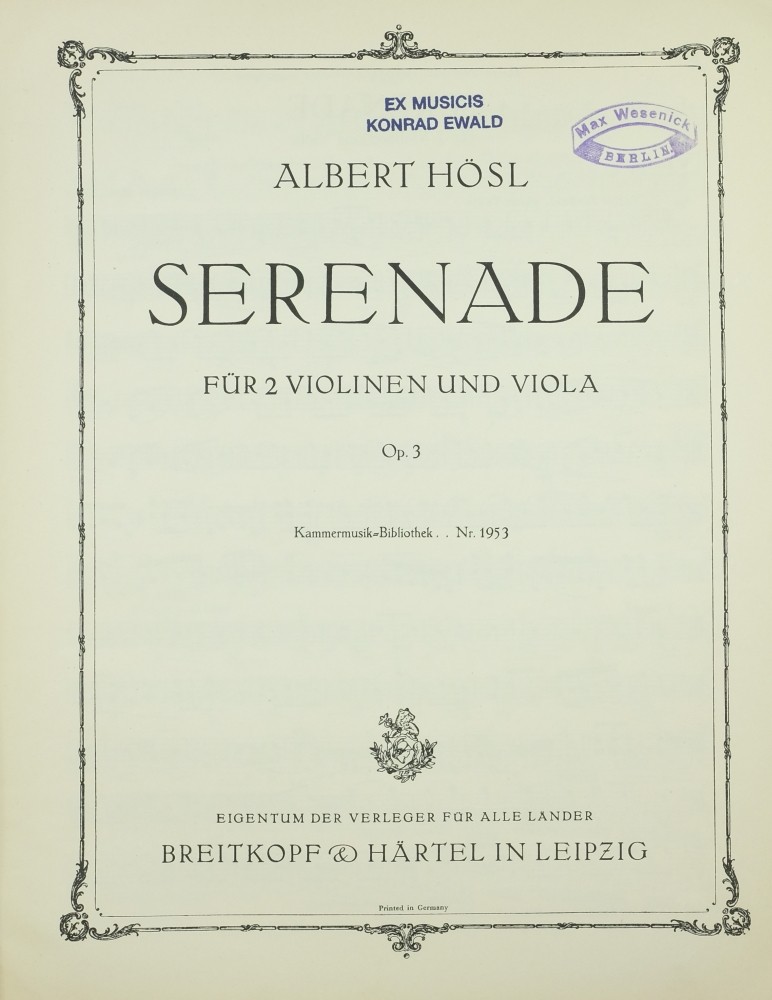 EX MUSICIS
KONRAD EWALD
Max Wesenick
BERLIN.
ALBERT HÖSL
SERENADE
FÜR 2 VIOLINEN UND VIOLA
Op. 3
Kammermusik=Bibliothek . . Nr. 1953
EIGENTUM DER VERLEGER FÜR ALLE LÄNDER
BREITKOPF & HÄRTEL IN LEIPZIG
Printed in Germany